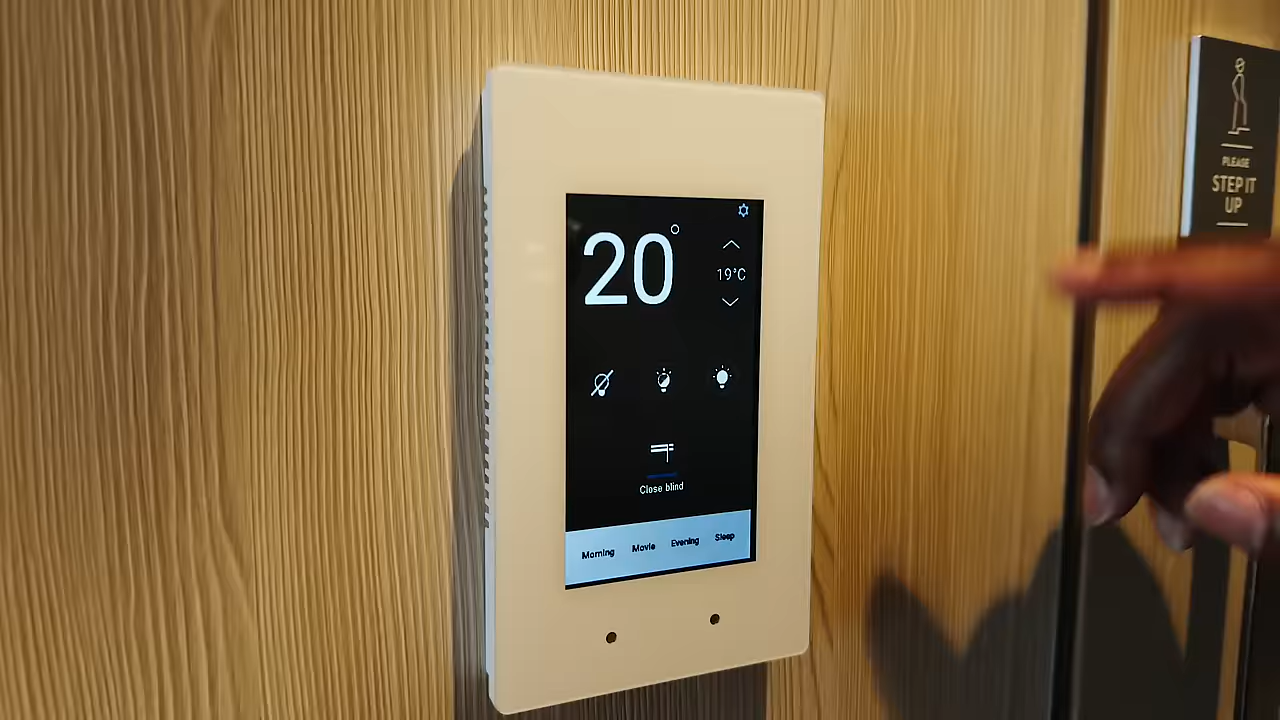 20°
19°C
Close blind
Morning Movie Evening Sleep
PLEASE
STEP IT
UP